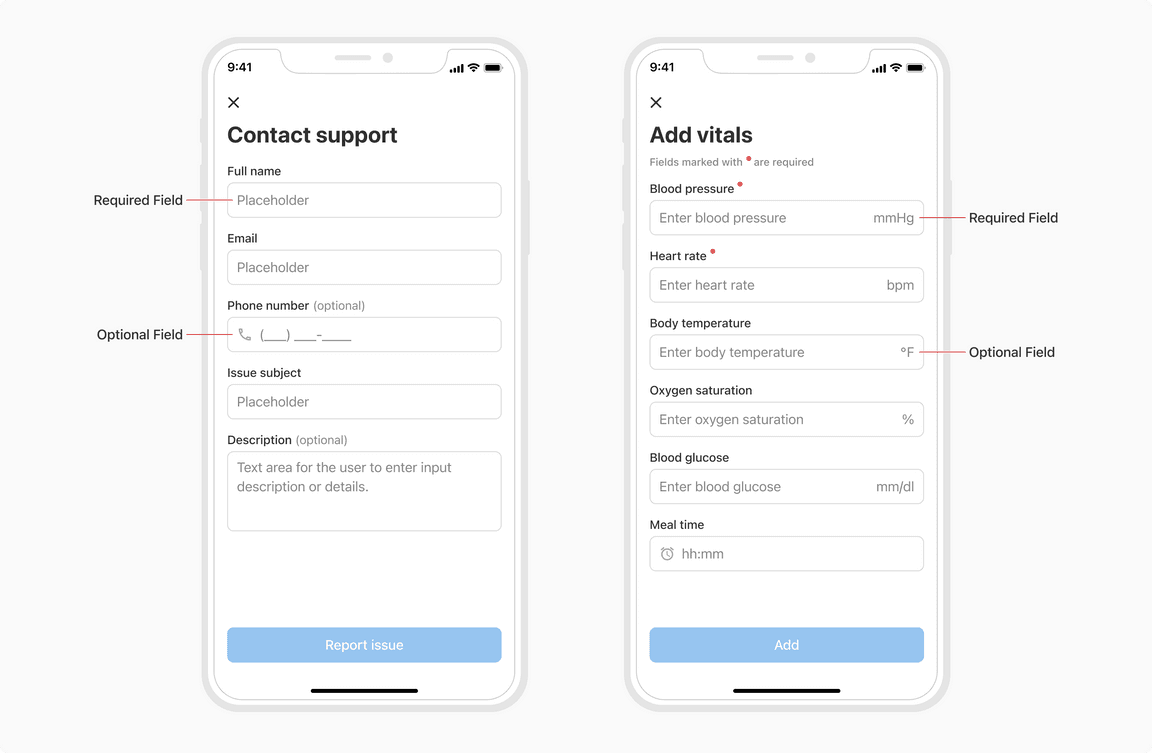 9:41
Contact support
Full name
Required Field
Placeholder
Email
Placeholder
Phone number (optional)
Optional Field
(___) ___-____
Issue subject
Placeholder
Description (optional)
Text area for the user to enter input
description or details.
Report issue
9:41
Add vitals
Fields marked with • are required
Blood pressure •
Enter blood pressure mmHg
Required Field
Heart rate •
Enter heart rate bpm
Body temperature
Enter body temperature °F
Optional Field
Oxygen saturation
Enter oxygen saturation %
Blood glucose
Enter blood glucose mm/dl
Meal time
hh:mm
Add